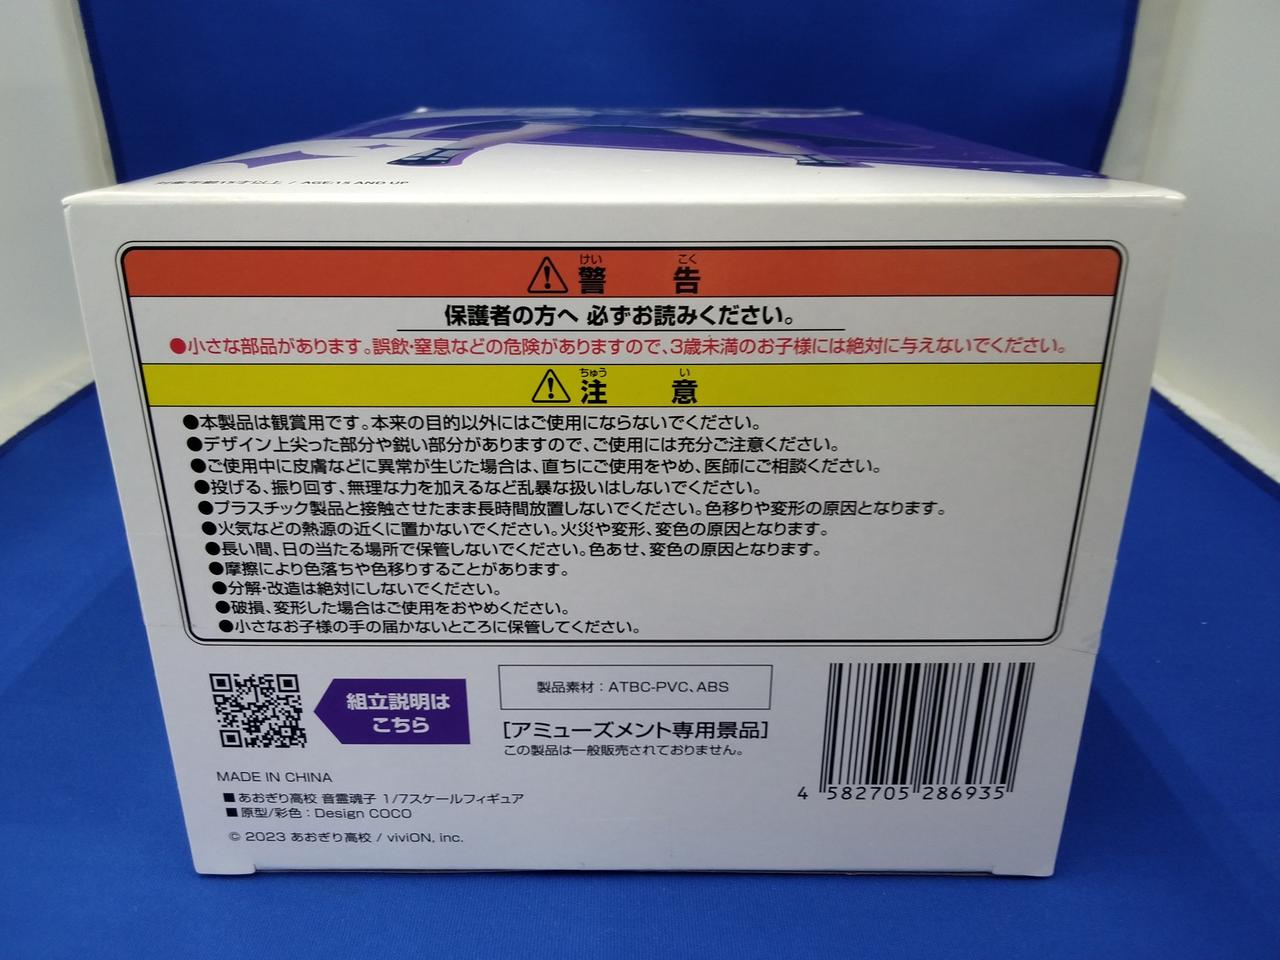 対象年齢15才以上 / AGE:15 AND UP
けい こく
警告
保護者の方へ 必ずお読みください。
●小さな部品があります。誤飲・窒息などの危険がありますので、3歳未満のお子様には絶対に与えないでください。
ちゅう い
注意
●本製品は観賞用です。本来の目的以外にはご使用にならないでください。
●デザイン上尖った部分や鋭い部分がありますので、ご使用には充分ご注意ください。
●ご使用中に皮膚などに異常が生じた場合は、直ちにご使用をやめ、医師にご相談ください。
●投げる、振り回す、無理な力を加えるなど乱暴な扱いはしないでください。
●プラスチック製品と接触させたまま長時間放置しないでください。色移りや変形の原因となります。
●火気などの熱源の近くに置かないでください。火災や変形、変色の原因となります。
●長い間、日の当たる場所で保管しないでください。色あせ、変色の原因となります。
●摩擦により色落ちや色移りすることがあります。
●分解・改造は絶対にしないでください。
●破損、変形した場合はご使用をおやめください。
●小さなお子様の手の届かないところに保管してください。
組立説明は
こちら
製品素材：ATBC-PVC、ABS
[アミューズメント専用景品]
この製品は一般販売されておりません。
4 582705 286935
MADE IN CHINA
■あおぎり高校 音霊魂子 1/7スケールフィギュア
■原型/彩色：Design COCO
© 2023 あおぎり高校 / viviON, inc.